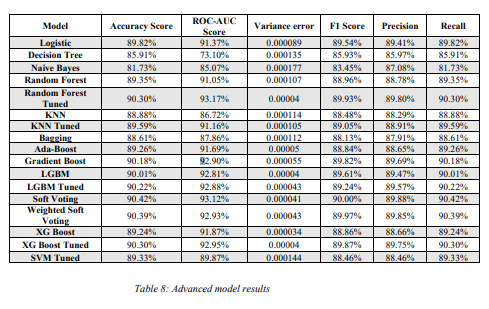 Model Accuracy Score ROC-AUC Score Variance error F1 Score Precision Recall
Logistic 89.82% 91.37% 0.000089 89.54% 89.41% 89.82%
Decision Tree 85.91% 73.10% 0.000135 85.93% 85.97% 85.91%
Naive Bayes 81.73% 85.07% 0.000177 83.45% 87.08% 81.73%
Random Forest 89.35% 91.05% 0.000107 88.96% 88.78% 89.35%
Random Forest Tuned 90.30% 93.17% 0.00004 89.93% 89.80% 90.30%
KNN 88.88% 86.72% 0.000114 88.48% 88.29% 88.88%
KNN Tuned 89.59% 91.16% 0.000105 89.05% 88.91% 89.59%
Bagging 88.61% 87.86% 0.000112 88.13% 87.91% 88.61%
Ada-Boost 89.26% 91.69% 0.00005 88.84% 88.65% 89.26%
Gradient Boost 90.18% 92.90% 0.000055 89.82% 89.69% 90.18%
LGBM 90.01% 92.81% 0.00004 89.61% 89.47% 90.01%
LGBM Tuned 90.22% 92.88% 0.000043 89.24% 89.57% 90.22%
Soft Voting 90.42% 93.12% 0.000041 90.00% 89.88% 90.42%
Weighted Soft Voting 90.39% 92.93% 0.000043 89.97% 89.85% 90.39%
XG Boost 89.24% 91.87% 0.000034 88.86% 88.66% 89.24%
XG Boost Tuned 90.30% 92.95% 0.00004 89.87% 89.75% 90.30%
SVM Tuned 89.33% 89.87% 0.000144 88.46% 88.46% 89.33%
Table 8: Advanced model results